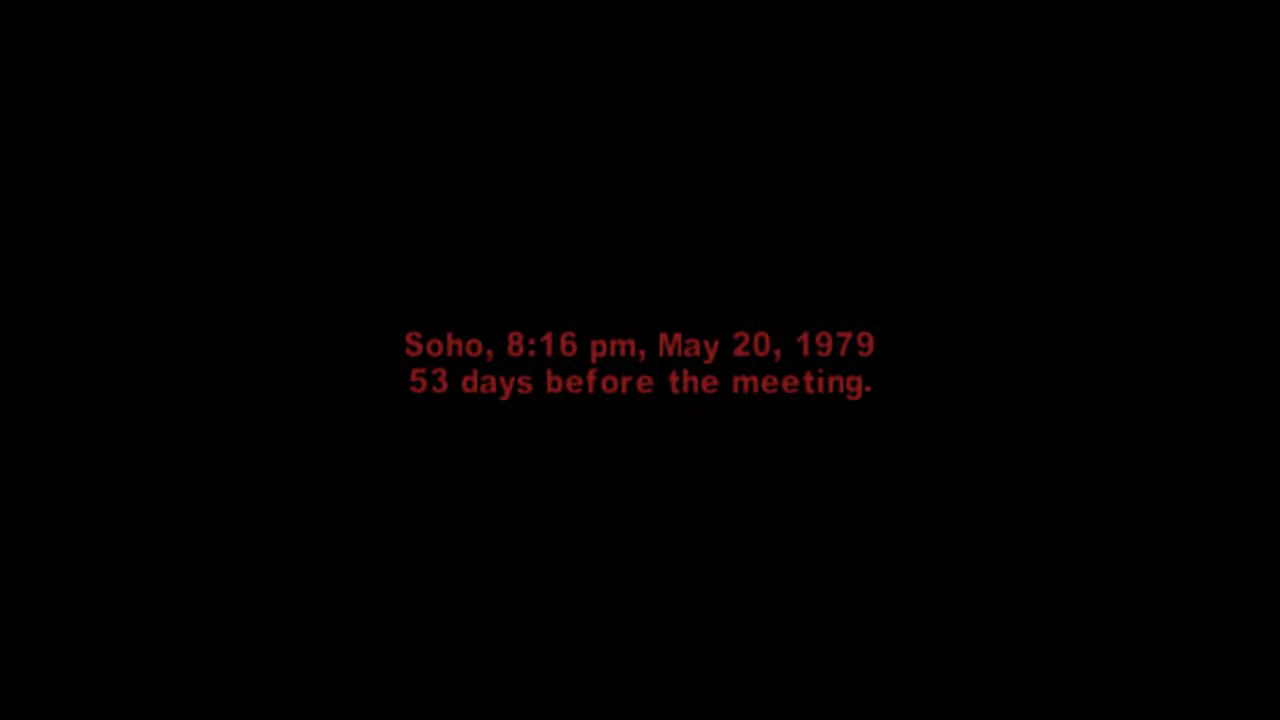 Soho, 8:16 pm, May 20, 1979
53 days before the meeting.